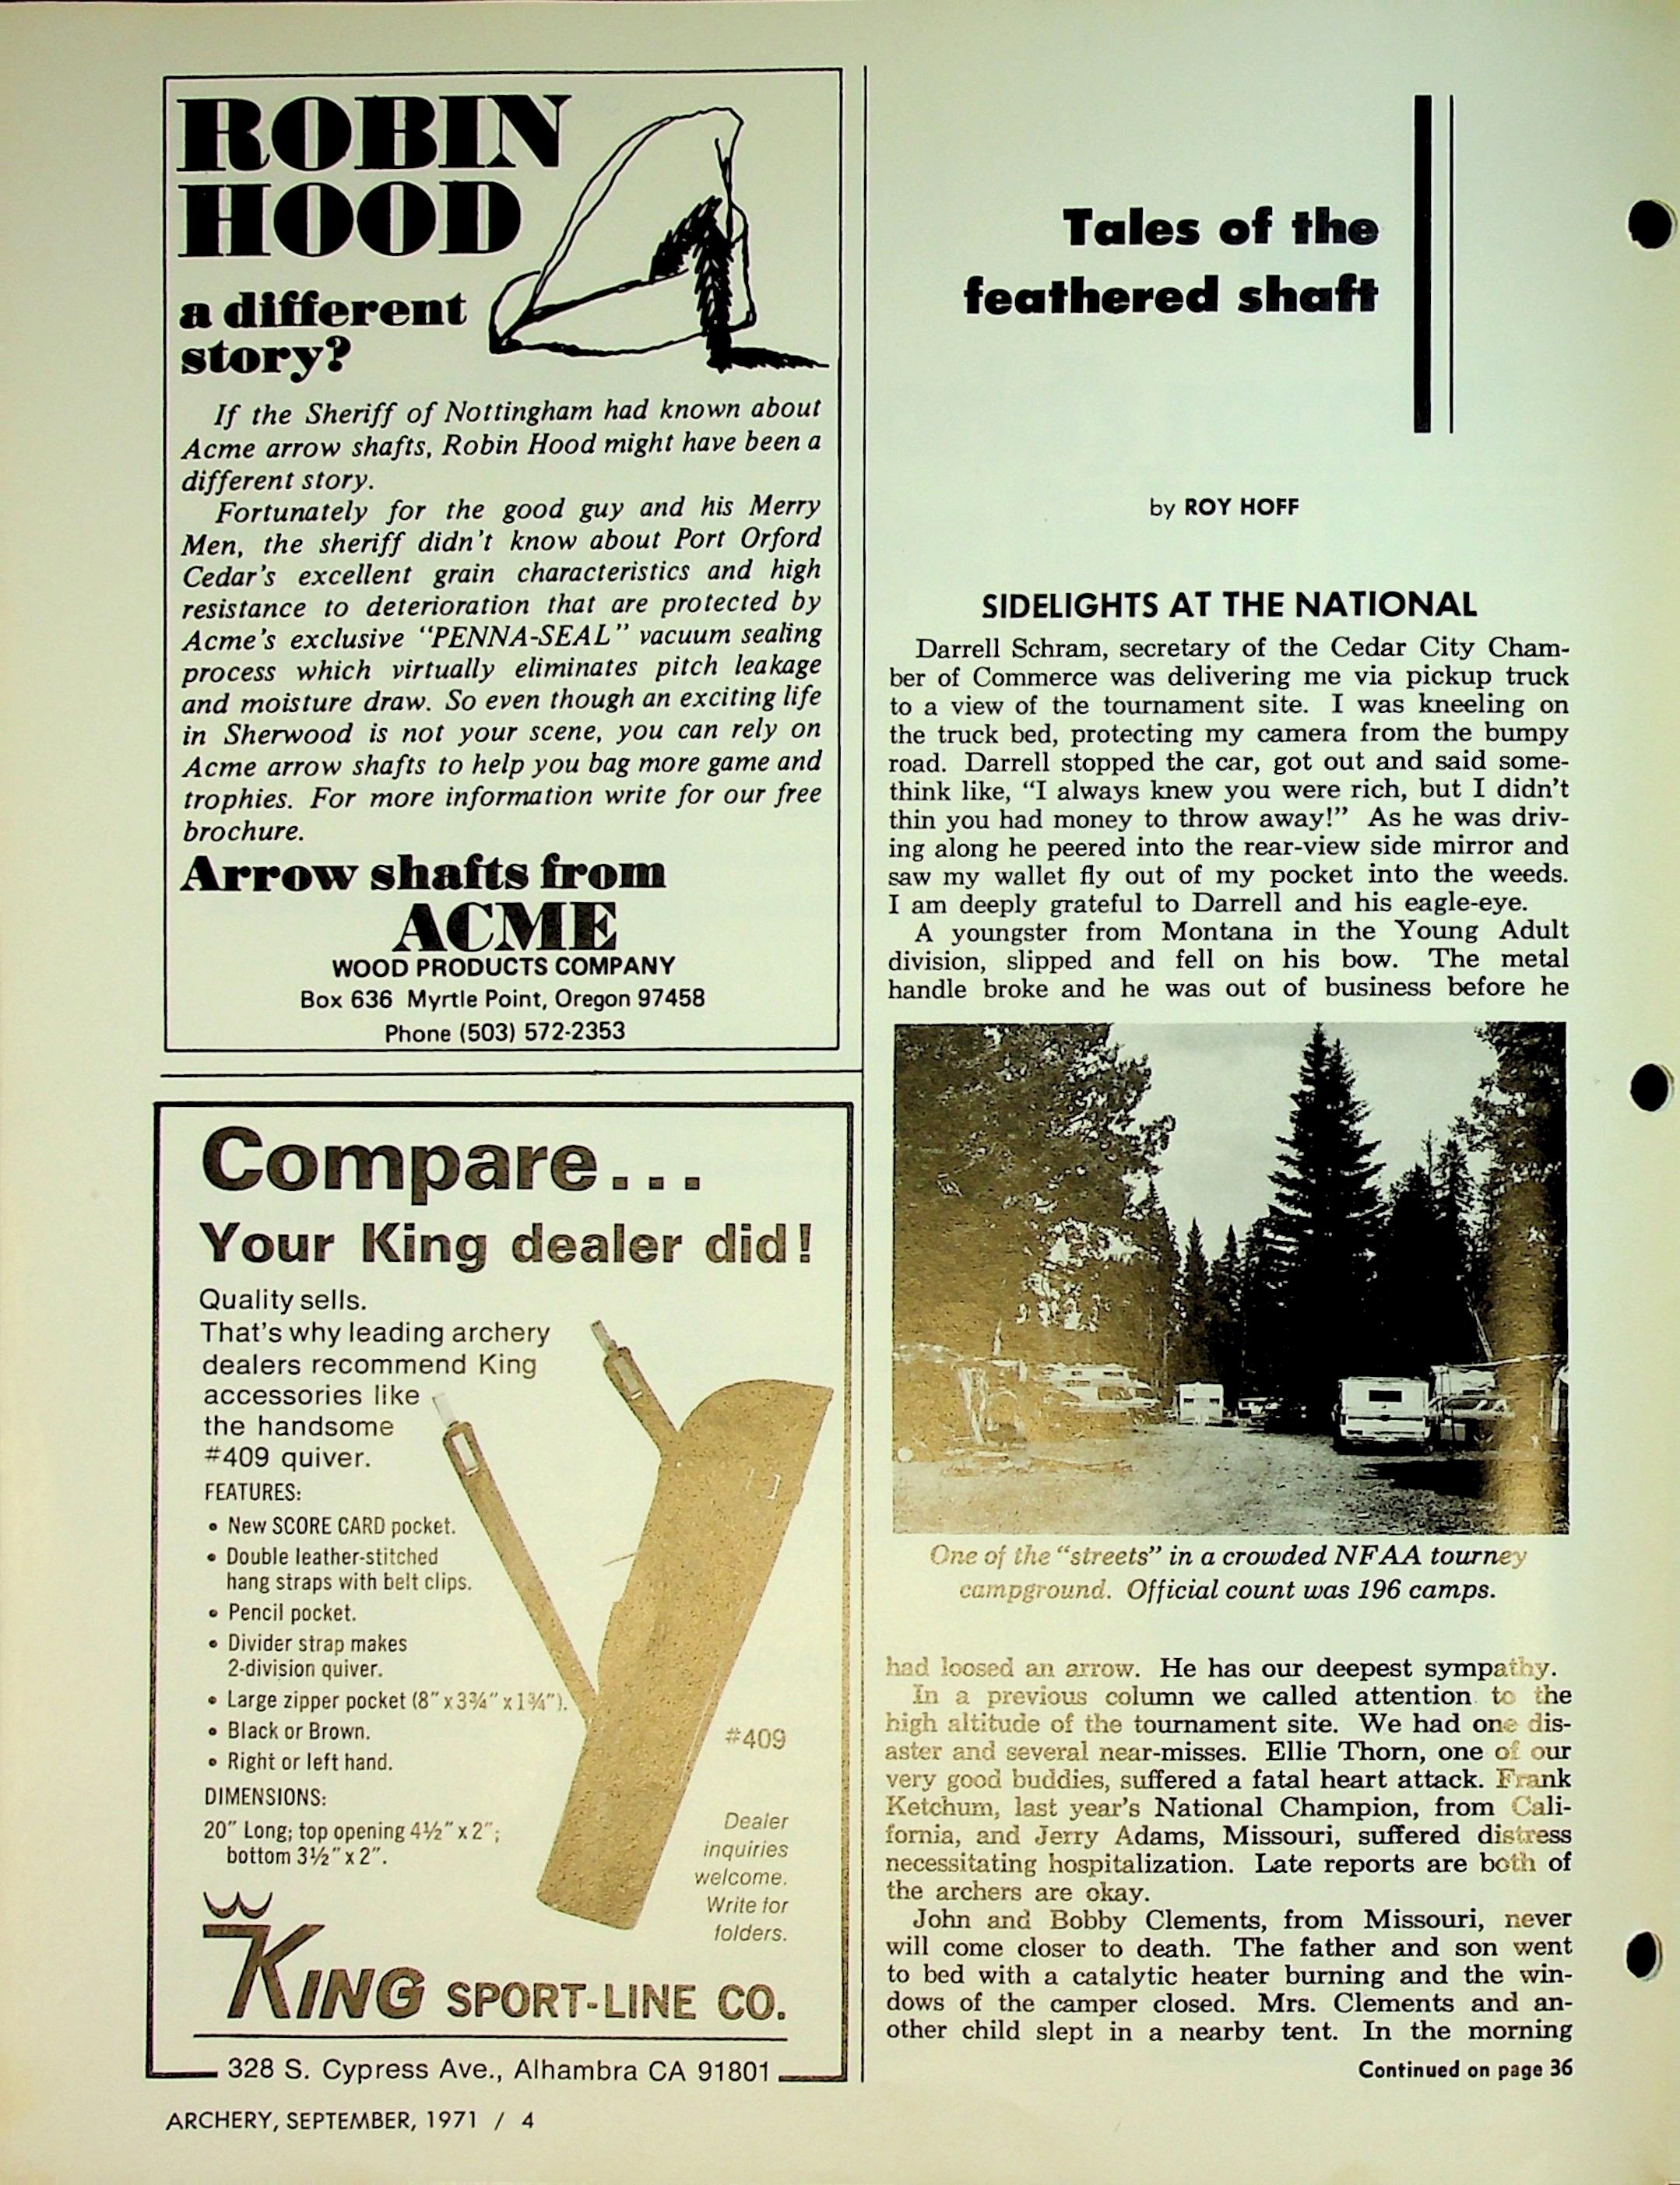 ROBIN
HOOD
a different
story?
If the Sheriff of Nottingham had known about
Acme arrow shafts, Robin Hood might have been a
different story.
Fortunately for the good guy and his Merry
Men, the sheriff didn't know about Port Orford
Cedar's excellent grain characteristics and high
resistance to deterioration that are protected by
Acme's exclusive "PENNA-SEAL" vacuum sealing
process which virtually eliminates pitch leakage
and moisture draw. So even though an exciting life
in Sherwood is not your scene, you can rely on
Acme arrow shafts to help you bag more game and
trophies. For more information write for our free
brochure.
Arrow shafts from
ACME
WOOD PRODUCTS COMPANY
Box 636 Myrtle Point, Oregon 97458
Phone (503) 572-2353
Compare...
Your King dealer did!
Quality sells.
That's why leading archery
dealers recommend King
accessories like
the handsome
#409 quiver.
FEATURES:
• New SCORE CARD pocket.
• Double leather-stitched
hang straps with belt clips.
• Pencil pocket.
• Divider strap makes
2-division quiver.
• Large zipper pocket (8" x 3¾" x 1¾").
• Black or Brown.
• Right or left hand.
DIMENSIONS:
20" Long; top opening 4½" x 2";
bottom 3½" x 2".
#409
Dealer
inquiries
welcome.
Write for
folders.
KING SPORT-LINE CO.
328 S. Cypress Ave., Alhambra CA 91801
ARCHERY, SEPTEMBER, 1971 / 4
Tales of the
feathered shaft
by ROY HOFF
SIDELIGHTS AT THE NATIONAL
Darrell Schram, secretary of the Cedar City Cham-
ber of Commerce was delivering me via pickup truck
to a view of the tournament site. I was kneeling on
the truck bed, protecting my camera from the bumpy
road. Darrell stopped the car, got out and said some-
think like, "I always knew you were rich, but I didn't
thin you had money to throw away!" As he was driv-
ing along he peered into the rear-view side mirror and
saw my wallet fly out of my pocket into the weeds.
I am deeply grateful to Darrell and his eagle-eye.
A youngster from Montana in the Young Adult
division, slipped and fell on his bow. The metal
handle broke and he was out of business before he
One of the "streets" in a crowded NFAA tourney
campground. Official count was 196 camps.
had loosed an arrow. He has our deepest sympathy.
In a previous column we called attention to the
high altitude of the tournament site. We had one dis-
aster and several near-misses. Ellie Thorn, one of our
very good buddies, suffered a fatal heart attack. Frank
Ketchum, last year's National Champion, from Cali-
fornia, and Jerry Adams, Missouri, suffered distress
necessitating hospitalization. Late reports are both of
the archers are okay.
John and Bobby Clements, from Missouri, never
will come closer to death. The father and son went
to bed with a catalytic heater burning and the win-
dows of the camper closed. Mrs. Clements and an-
other child slept in a nearby tent. In the morning
Continued on page 36